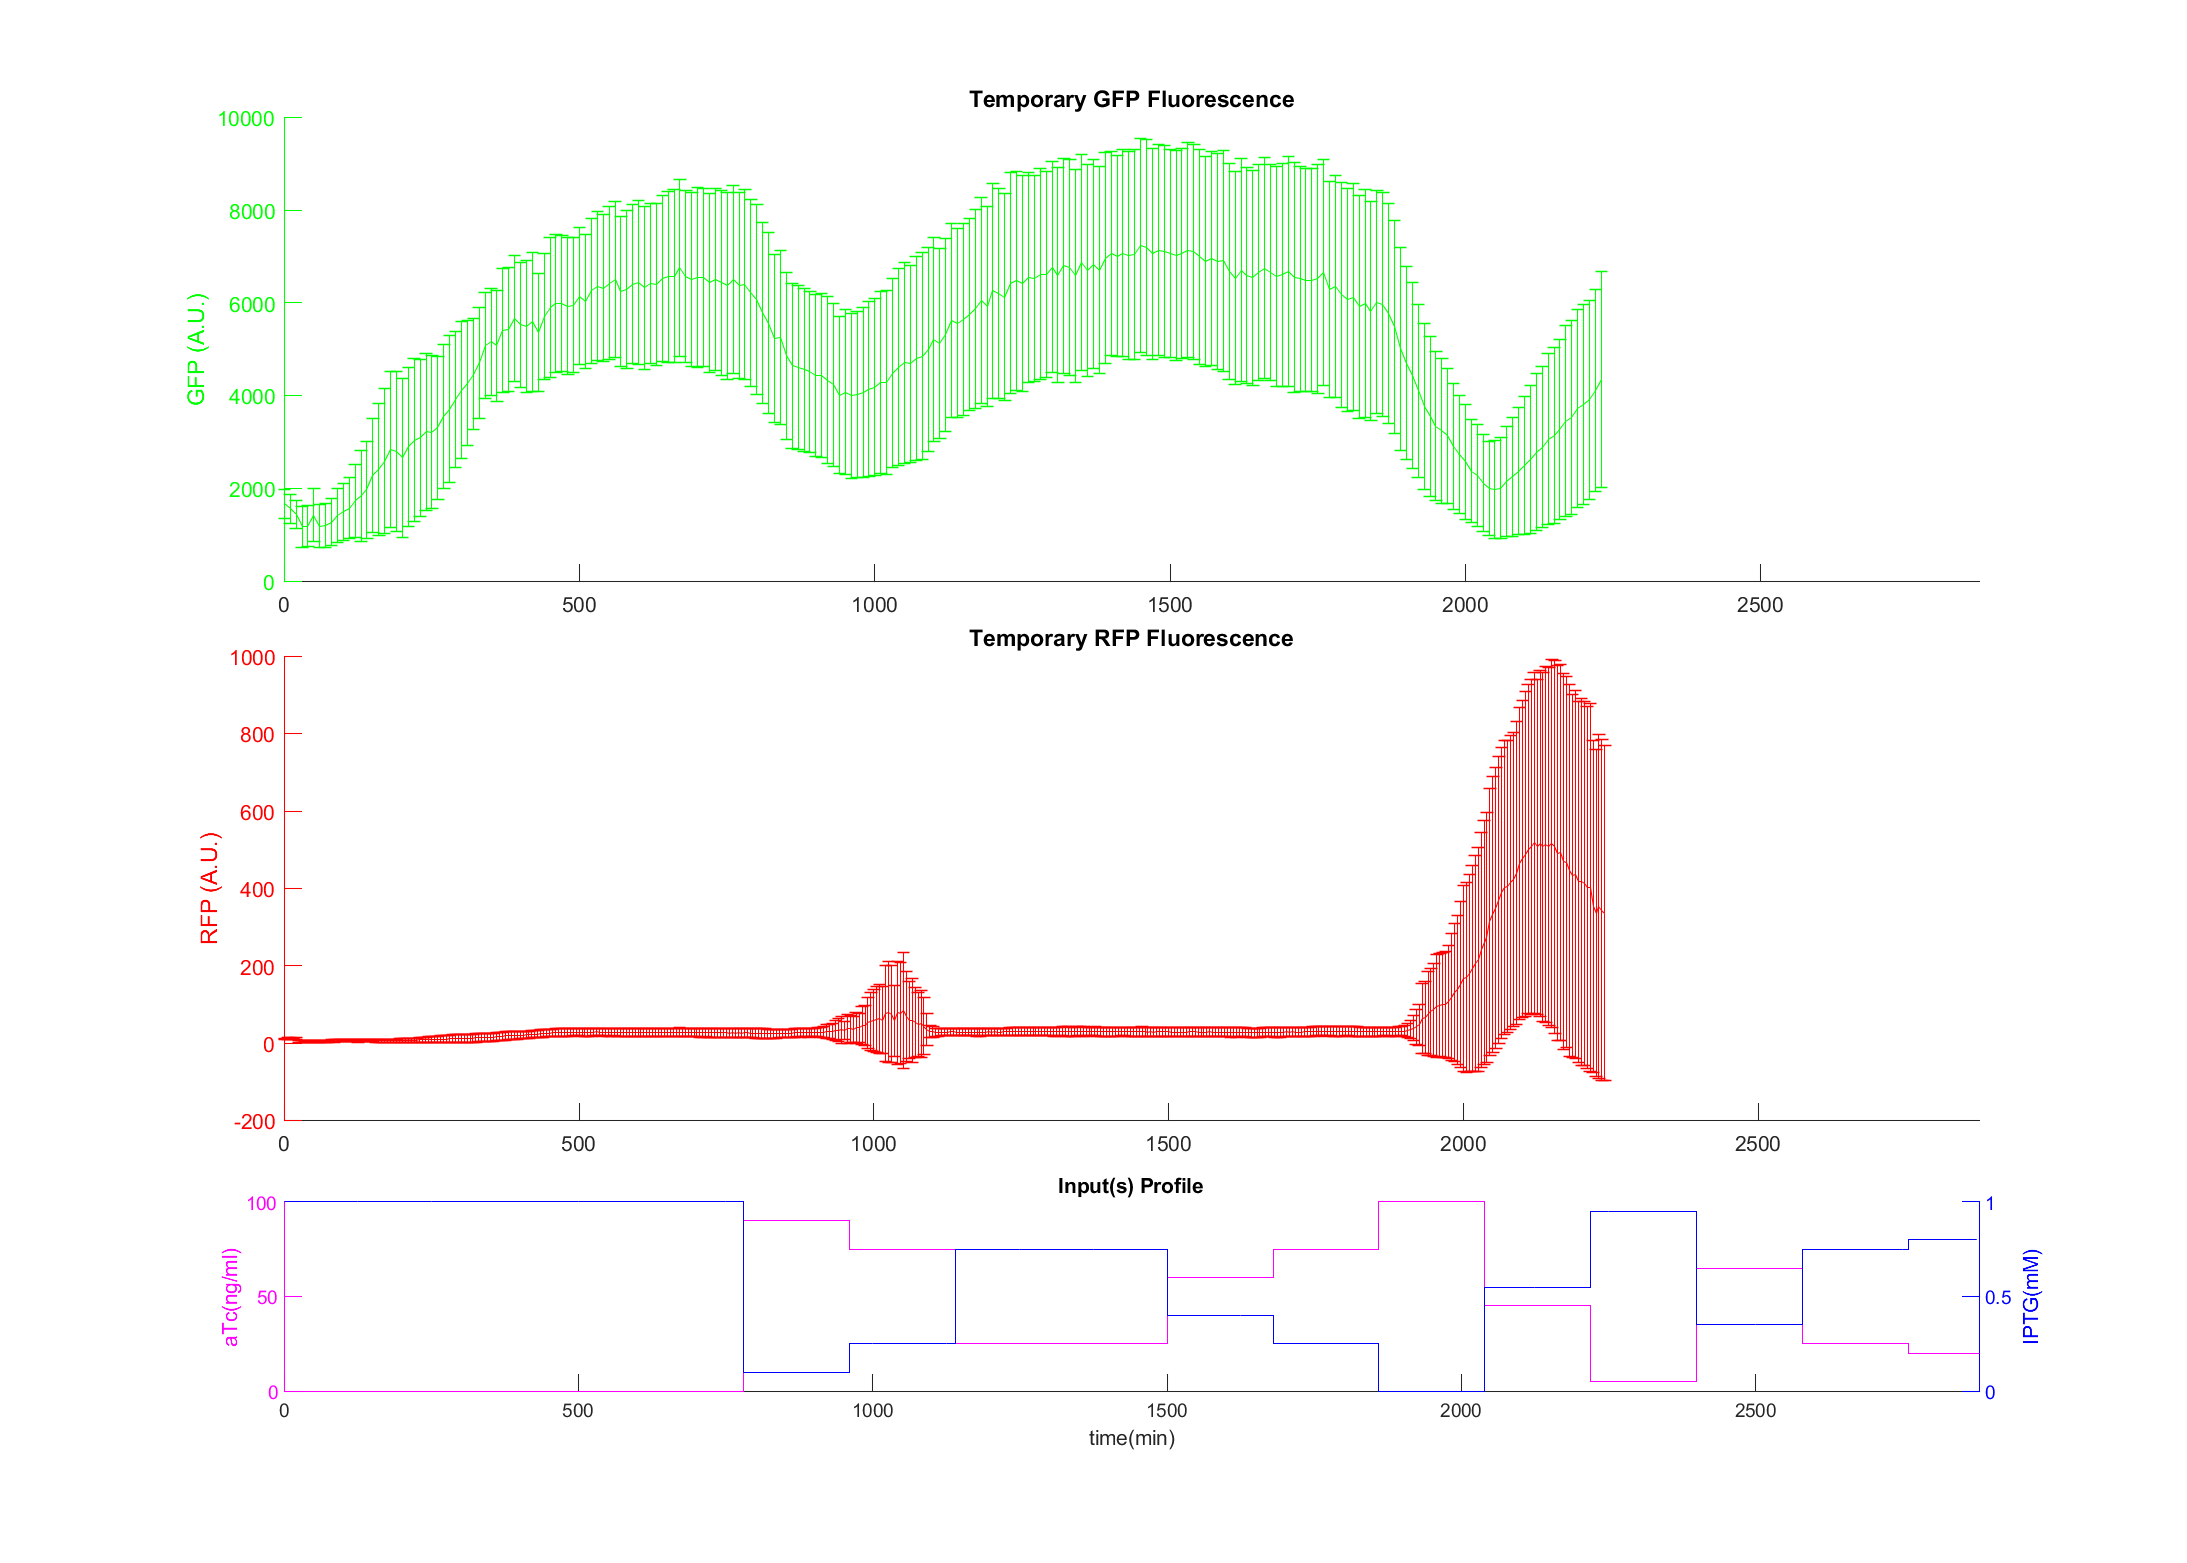 Temporary GFP Fluorescence
10000
8000
6000
4000
2000
0
GFP (A.U.)
0 500 1000 1500 2000 2500
Temporary RFP Fluorescence
1000
800
600
400
200
0
-200
RFP (A.U.)
0 500 1000 1500 2000 2500
Input(s) Profile
100
50
0
aTc(ng/ml)
1
0.5
0
IPTG(mM)
0 500 1000 1500 2000 2500
time(min)